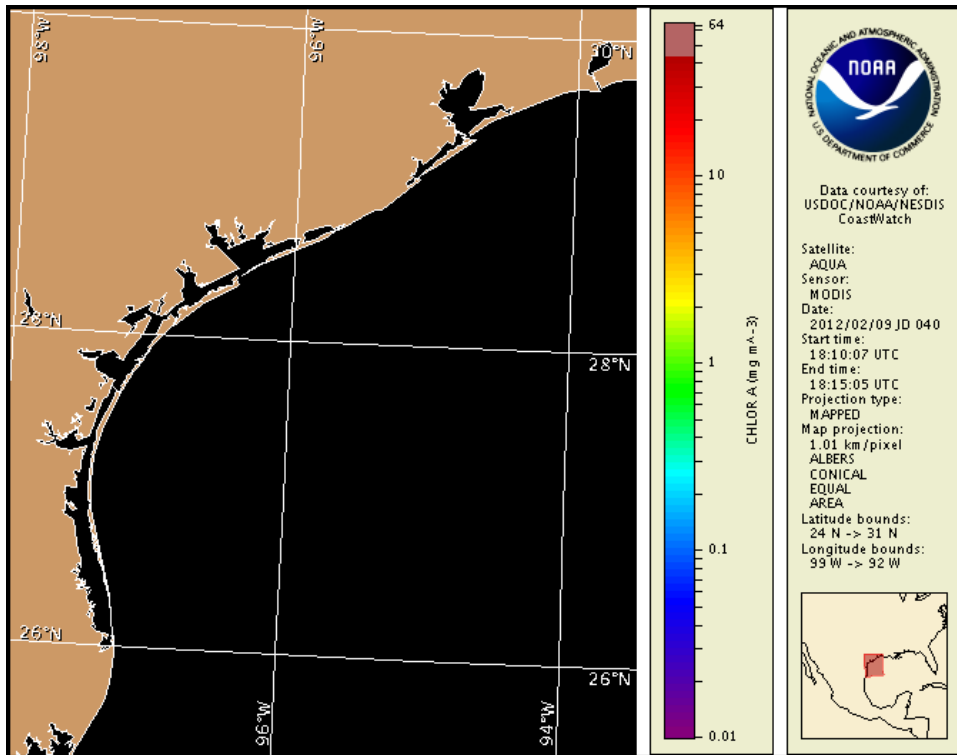 98°W
96°W
30°N
28°N
28°N
26°N
26°N
96°W
94°W
64
10
1
0.1
0.01
CHLOR A (mg m^-3)
NATIONAL OCEANIC AND ATMOSPHERIC ADMINISTRATION
NOAA
U.S. DEPARTMENT OF COMMERCE
Data courtesy of:
USDOC/NOAA/NESDIS
CoastWatch
Satellite:
AQUA
Sensor:
MODIS
Date:
2012/02/09 JD 040
Start time:
18:10:07 UTC
End time:
18:15:05 UTC
Projection type:
MAPPED
Map projection:
1.01 km/pixel
ALBERS
CONICAL
EQUAL
AREA
Latitude bounds:
24 N -> 31 N
Longitude bounds:
99 W -> 92 W